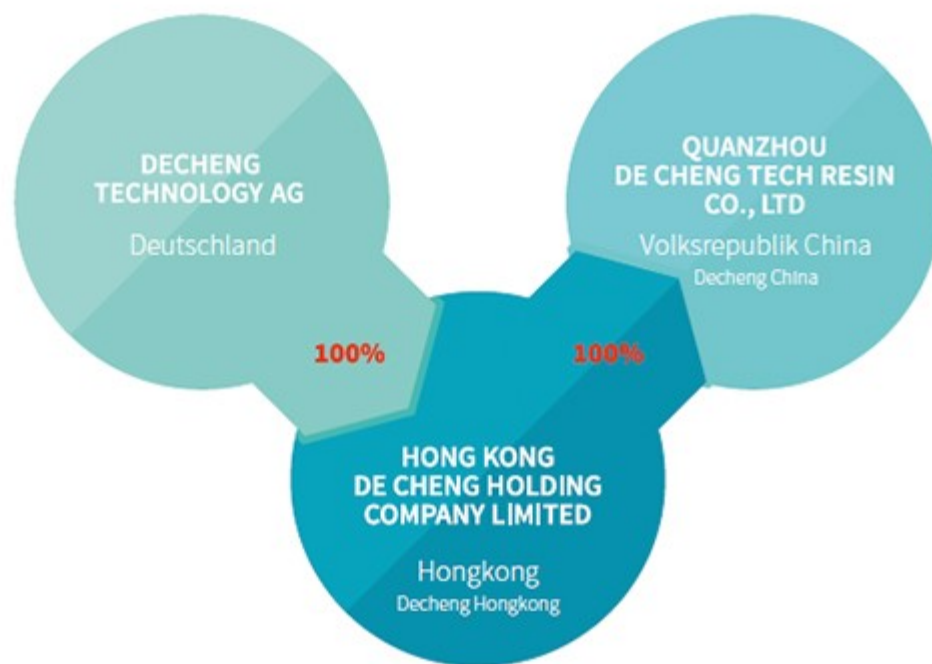 DECHENG
TECHNOLOGY AG
Deutschland
QUANZHOU
DE CHENG TECH RESIN
CO., LTD
Volksrepublik China
Decheng China
100%
100%
HONG KONG
DE CHENG HOLDING
COMPANY LIMITED
Hongkong
Decheng Hongkong